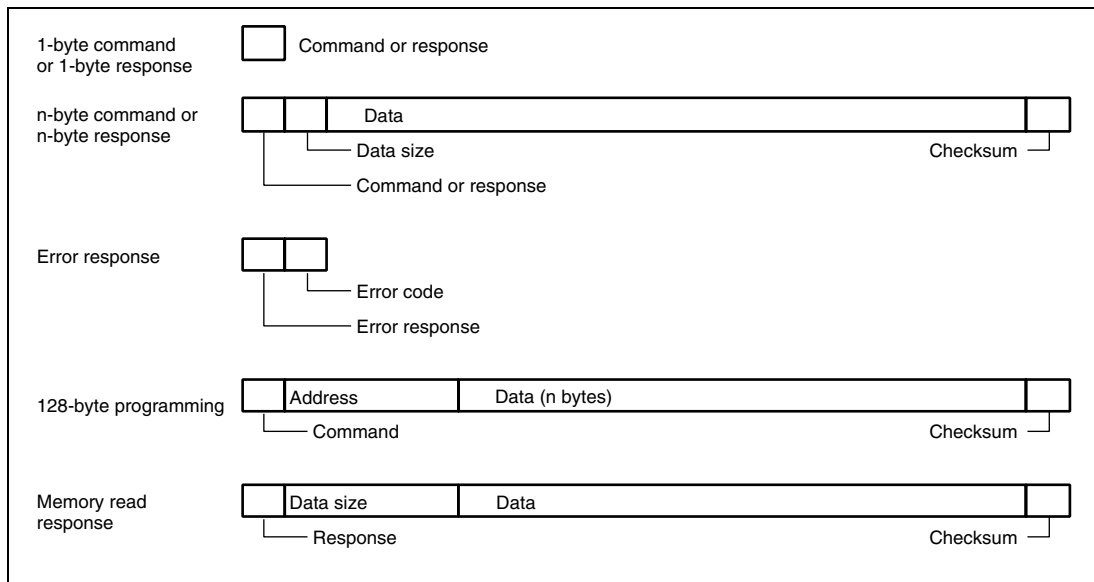 1-byte command
or 1-byte response
Command or response
n-byte command or
n-byte response
Data
Data size
Checksum
Command or response
Error response
Error code
Error response
128-byte programming
Address
Data (n bytes)
Command
Checksum
Memory read
response
Data size
Data
Response
Checksum